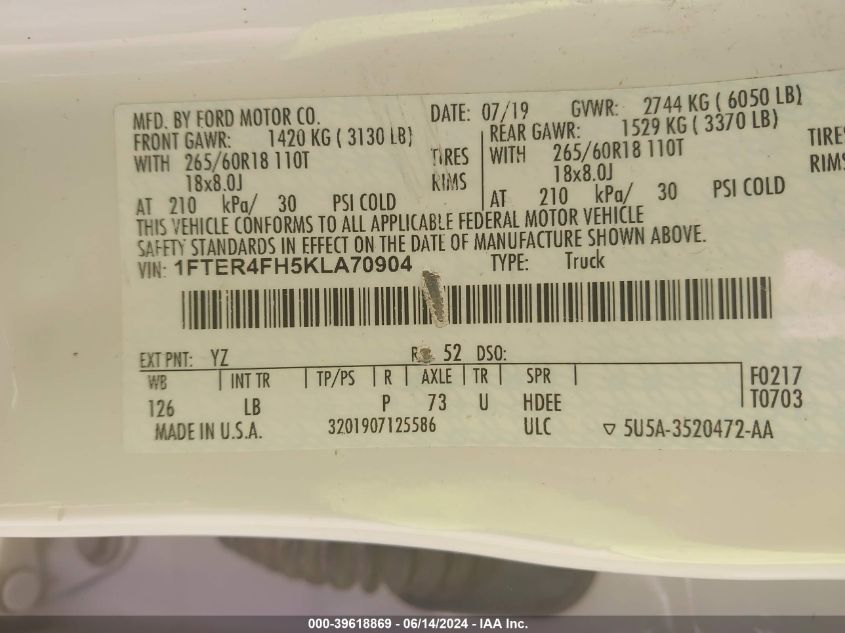 MFD. BY FORD MOTOR CO. DATE: 07/19 GVWR: 2744 KG ( 6050 LB)
FRONT GAWR: 1420 KG ( 3130 LB) REAR GAWR: 1529 KG ( 3370 LB)
WITH 265/60R18 110T TIRES WITH 265/60R18 110T TIRES
18x8.0J RIMS 18x8.0J RIMS
AT 210 kPa/ 30 PSI COLD AT 210 kPa/ 30 PSI COLD
THIS VEHICLE CONFORMS TO ALL APPLICABLE FEDERAL MOTOR VEHICLE
SAFETY STANDARDS IN EFFECT ON THE DATE OF MANUFACTURE SHOWN ABOVE.
VIN: 1FTER4FH5KLA70904 TYPE: Truck
EXT PNT: YZ 52 DSO:
WB INT TR TP/PS R AXLE TR SPR F0217
126 LB P 73 U HDEE T0703
MADE IN U.S.A. 3201907125586 ULC ▽ 5U5A-3520472-AA
000-39618869 - 06/14/2024 - IAA Inc.